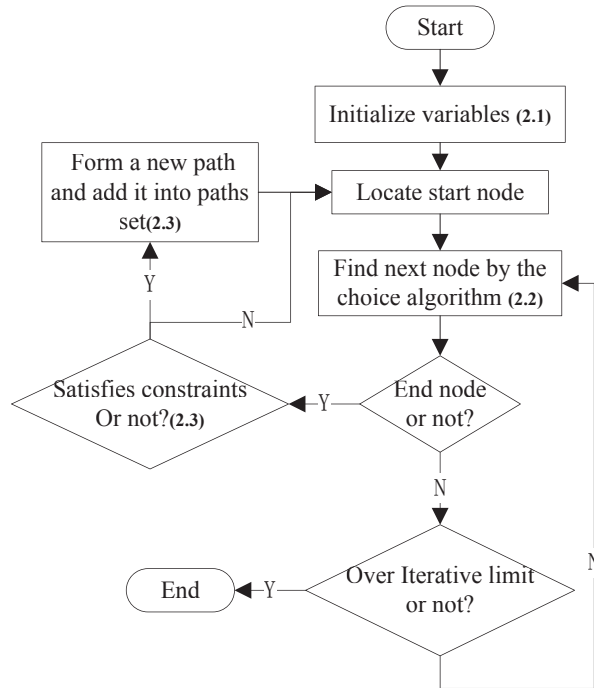 Start
Initialize variables (2.1)
Form a new path
and add it into paths
set(2.3)
Locate start node
Find next node by the
choice algorithm (2.2)
Y
N
Satisfies constraints
Or not?(2.3)
Y
End node
or not?
N
Over Iterative limit
or not?
N
End
Y